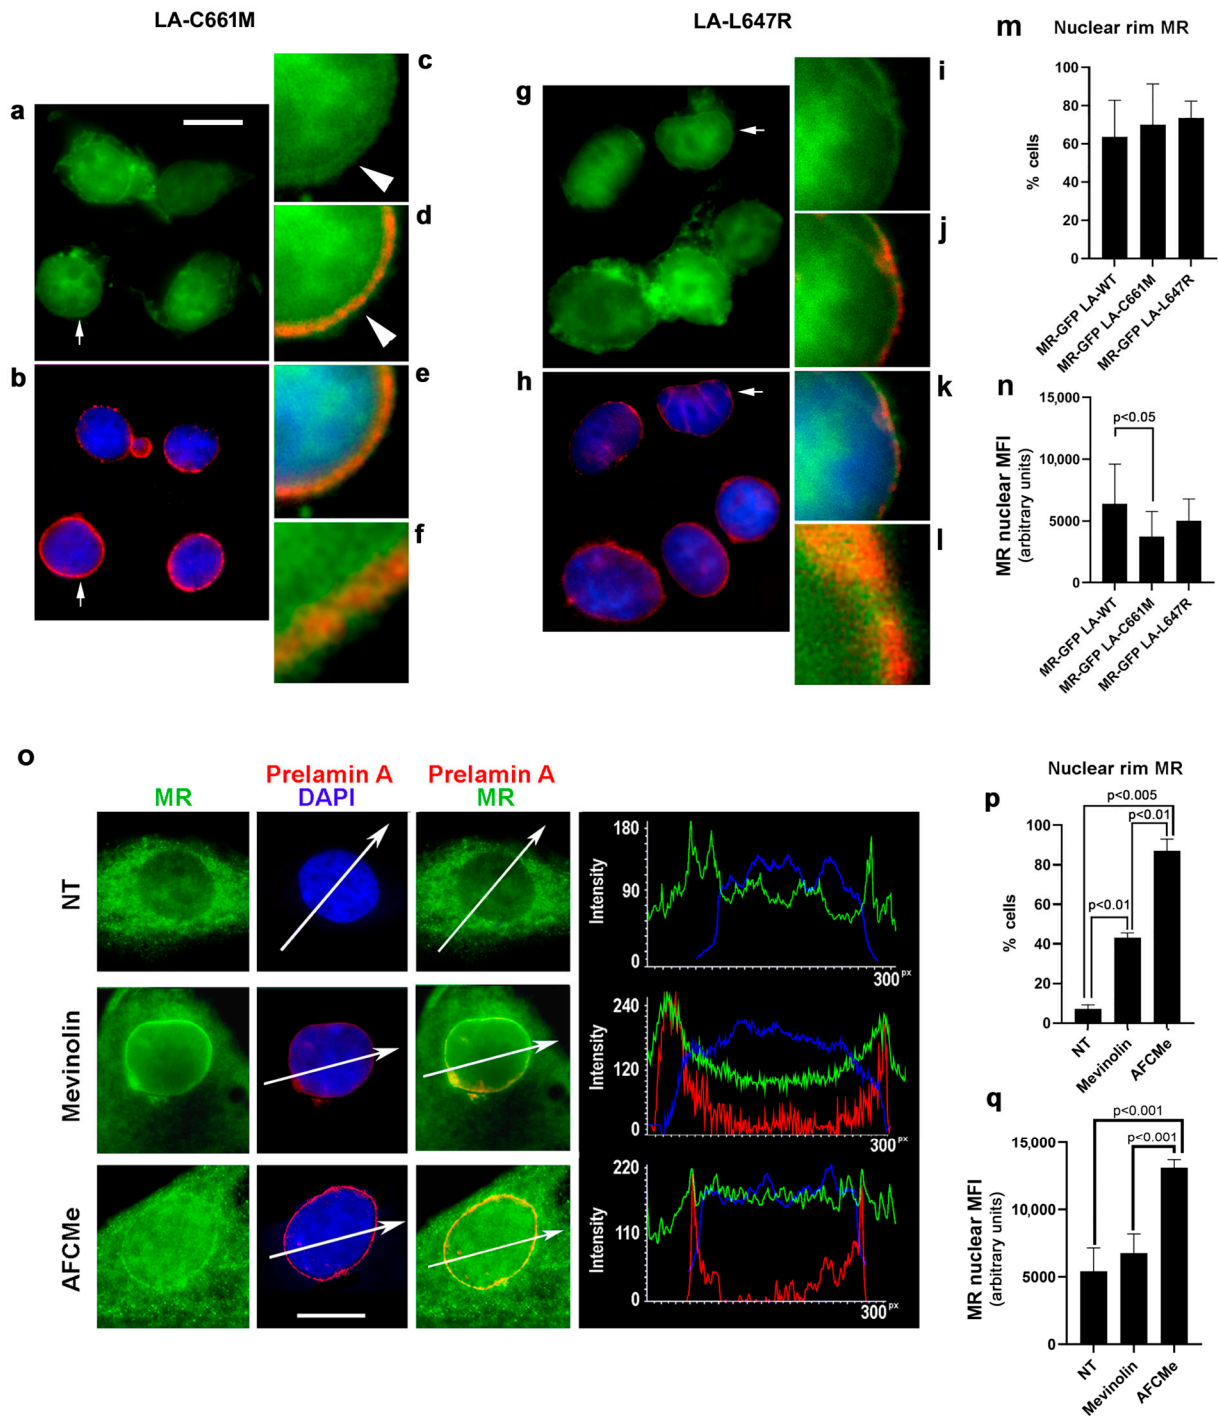 LA-C661M
LA-L647R
a
b
c
d
e
f
g
h
i
j
k
l
m
Nuclear rim MR
100
80
60
40
20
0
% cells
MR-GFP LA-WT
MR-GFP LA-C661M
MR-GFP LA-L647R
n
15,000
10,000
5000
0
MR nuclear MFI
(arbitrary units)
p<0.05
MR-GFP LA-WT
MR-GFP LA-C661M
MR-GFP LA-L647R
o
MR
Prelamin A
DAPI
Prelamin A
MR
NT
Intensity
180
90
0
300 px
Mevinolin
Intensity
240
120
0
300 px
AFCMe
Intensity
220
110
0
300 px
p
Nuclear rim MR
p<0.005
p<0.01
p<0.01
100
80
60
40
20
0
% cells
NT
Mevinolin
AFCMe
q
p<0.001
p<0.001
15,000
10,000
5000
0
MR nuclear MFI
(arbitrary units)
NT
Mevinolin
AFCMe